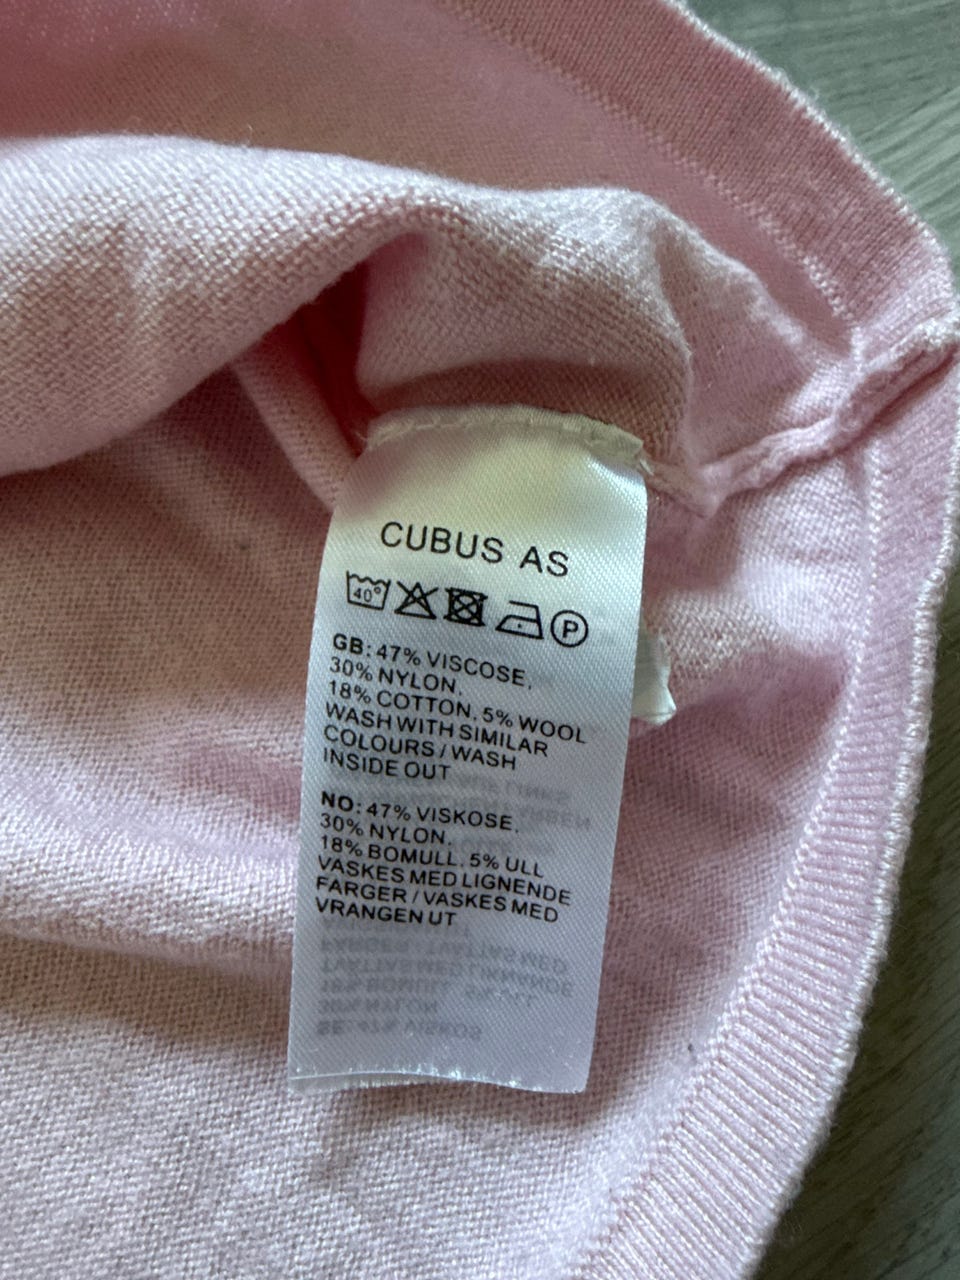 CUBUS AS
40° P
GB: 47% VISCOSE,
30% NYLON,
18% COTTON, 5% WOOL
WASH WITH SIMILAR
COLOURS / WASH
INSIDE OUT
NO: 47% VISKOSE,
30% NYLON,
18% BOMULL, 5% ULL
VASKES MED LIGNENDE
FARGER / VASKES MED
VRANGEN UT